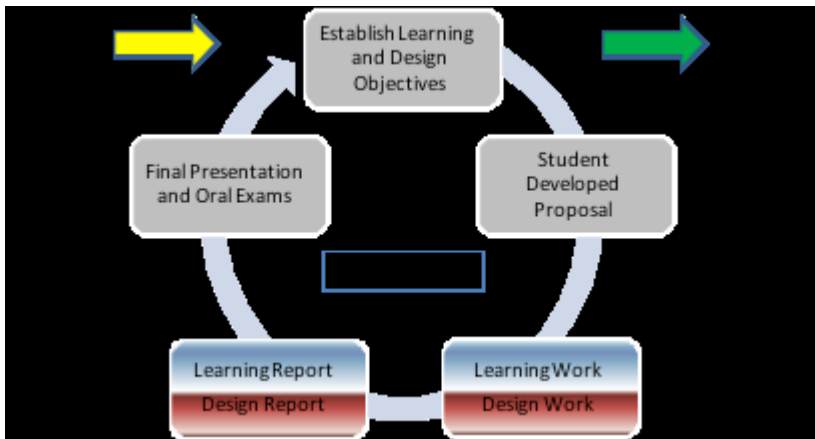 Establish Learning
and Design
Objectives
Final Presentation
and Oral Exams
Student
Developed
Proposal
Learning Report
Design Report
Learning Work
Design Work